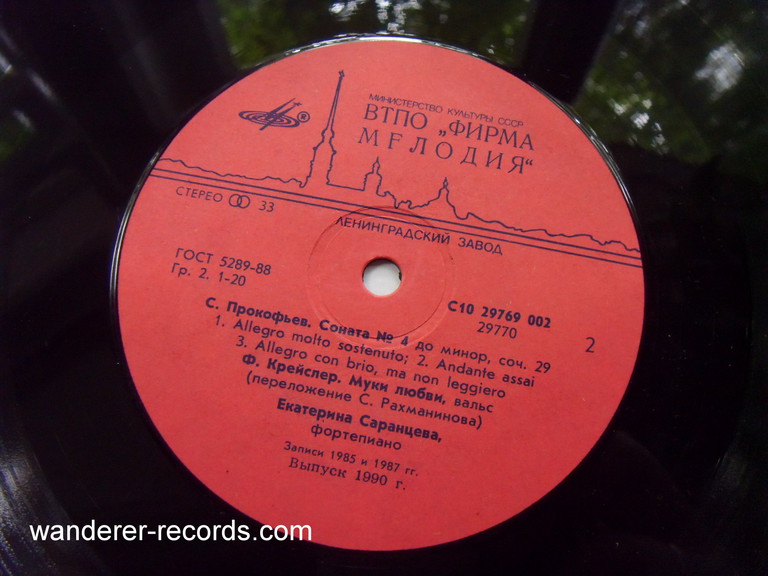 МИНИСТЕРСТВО КУЛЬТУРЫ СССР
ВТПО „ФИРМА
МЕЛОДИЯ“
®
СТЕРЕО 33
ЛЕНИНГРАДСКИЙ ЗАВОД
ГОСТ 5289-88
Гр. 2. 1-20
С10 29769 002
29770
2
С. Прокофьев. Соната № 4 до минор, соч. 29
1. Allegro molto sostenuto; 2. Andante assai
3. Allegro con brio, ma non leggiero
Ф. Крейслер. Муки любви, вальс
(переложение С. Рахманинова)
Екатерина Саранцева,
фортепиано
Записи 1985 и 1987 гг.
Выпуск 1990 г.
wanderer-records.com